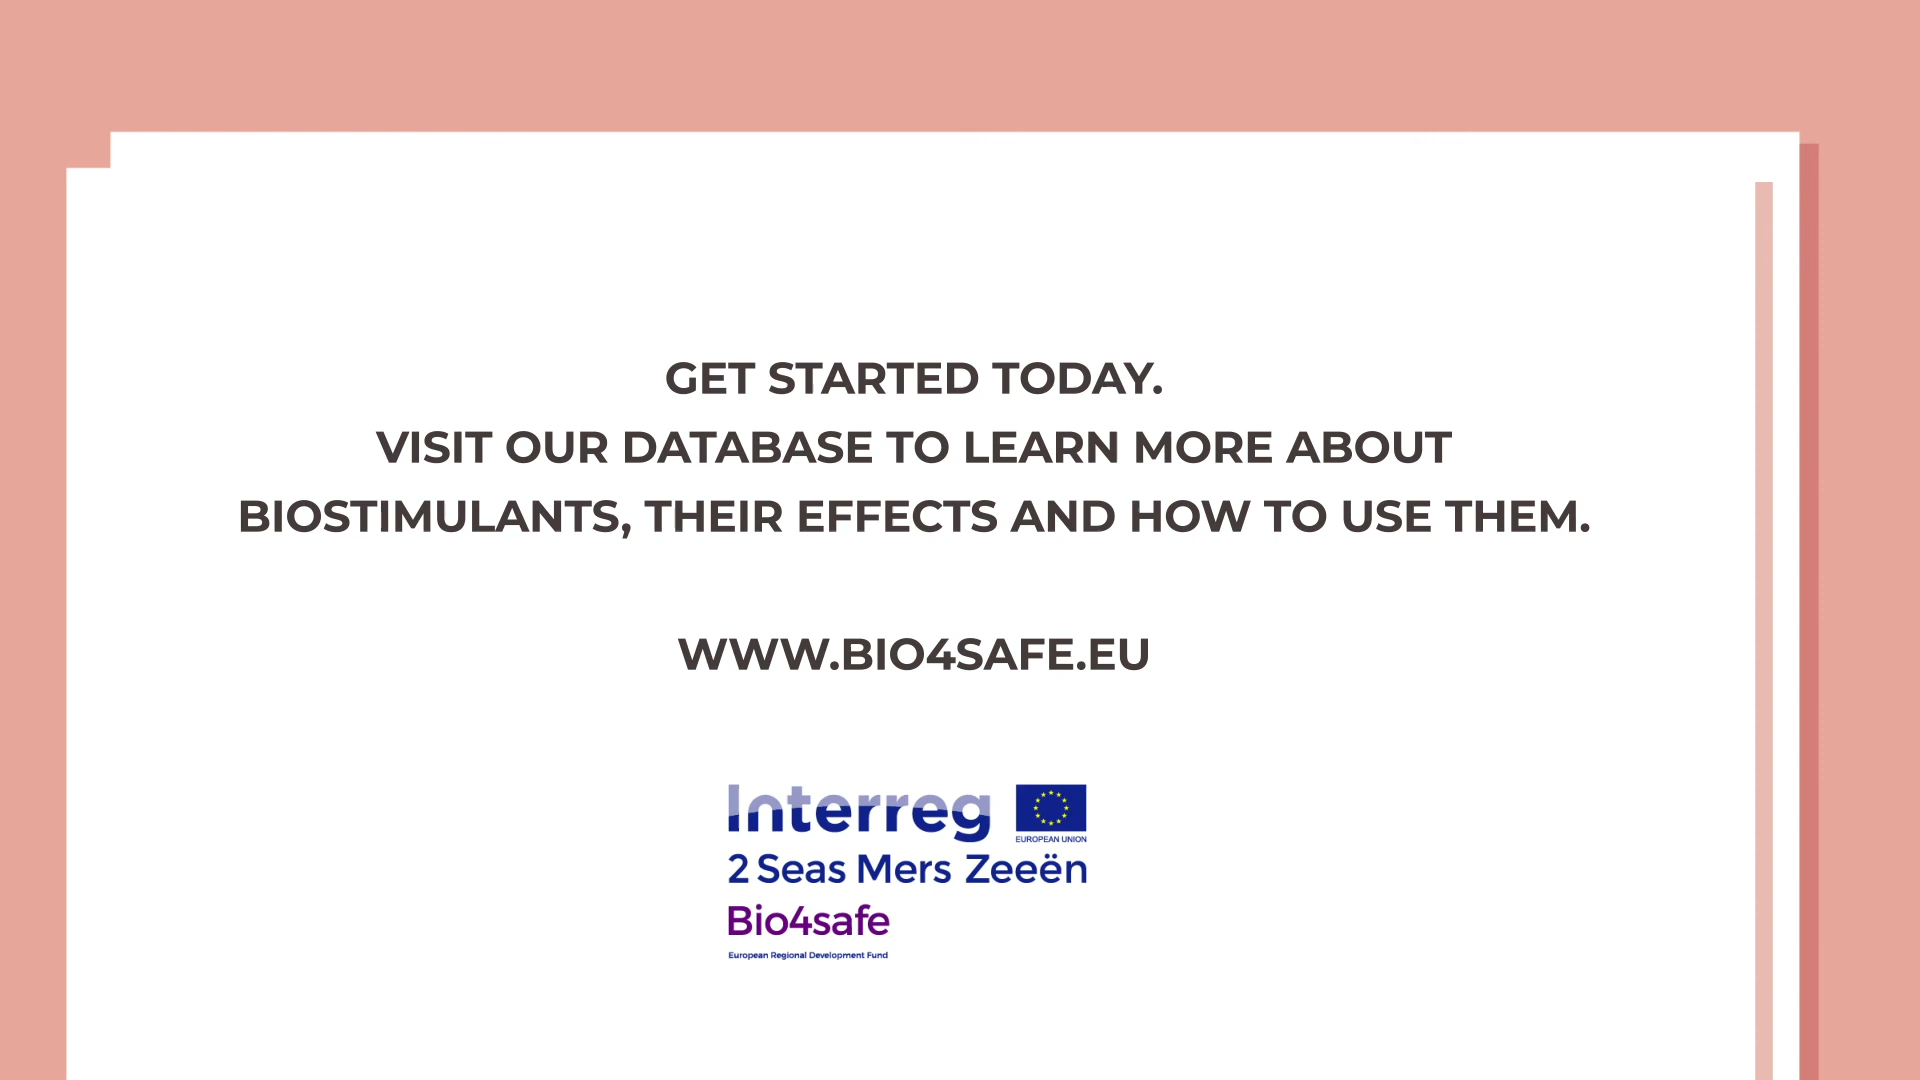 GET STARTED TODAY.
VISIT OUR DATABASE TO LEARN MORE ABOUT
BIOSTIMULANTS, THEIR EFFECTS AND HOW TO USE THEM.
WWW.BIO4SAFE.EU
Interreg
EUROPEAN UNION
2 Seas Mers Zeeën
Bio4safe
European Regional Development Fund